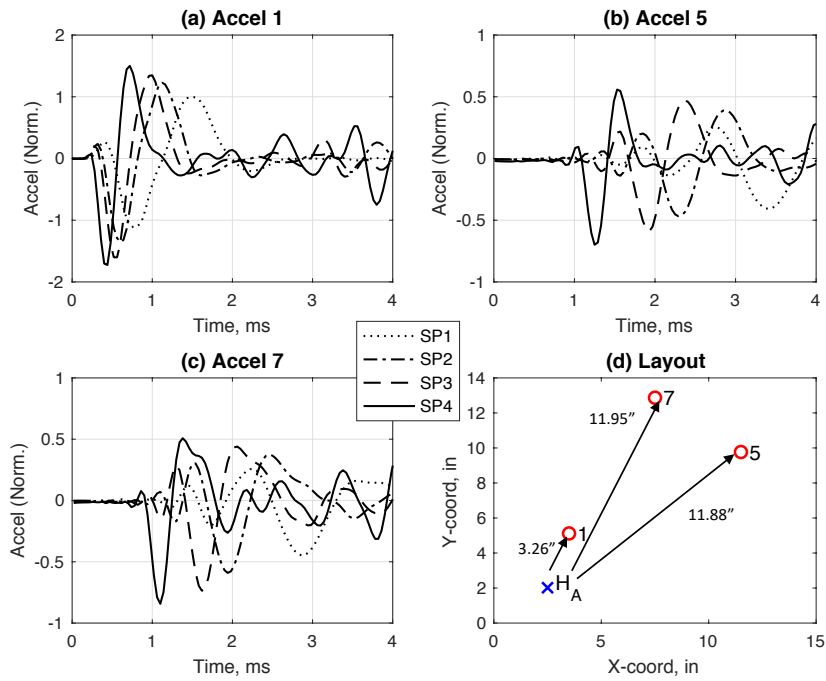 (a) Accel 1
Accel (Norm.)
2
1
0
-1
-2
0 1 2 3 4
Time, ms
(b) Accel 5
Accel (Norm.)
1
0.5
0
-0.5
-1
0 1 2 3 4
Time, ms
SP1
SP2
SP3
SP4
(c) Accel 7
Accel (Norm.)
1
0.5
0
-0.5
-1
0 1 2 3 4
Time, ms
(d) Layout
Y-coord, in
14
12
10
8
6
4
2
0
7
11.95”
5
11.88”
1
3.26”
HA
0 5 10 15
X-coord, in